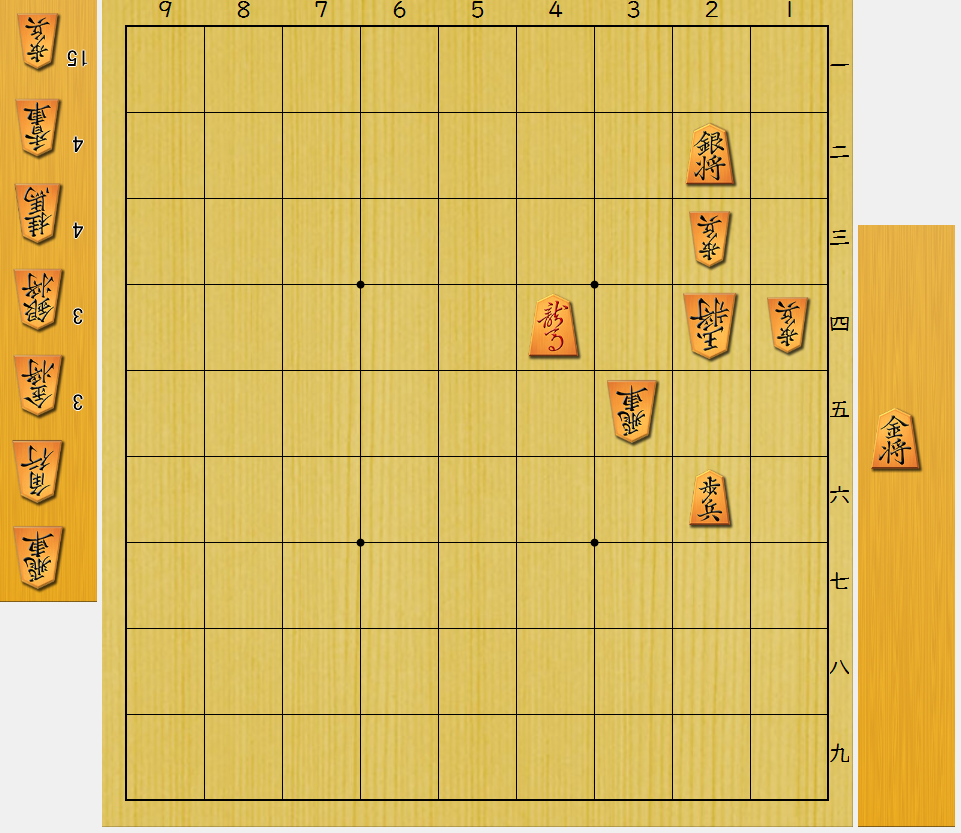 9 8 7 6 5 4 3 2 1
歩兵 15
香車 4
桂馬 4
銀将 3
金将 3
角行
飛車
一
二 銀将
三 歩兵
四 龍馬 玉将 歩兵
五 飛車
六 歩兵
七
八
九
金将